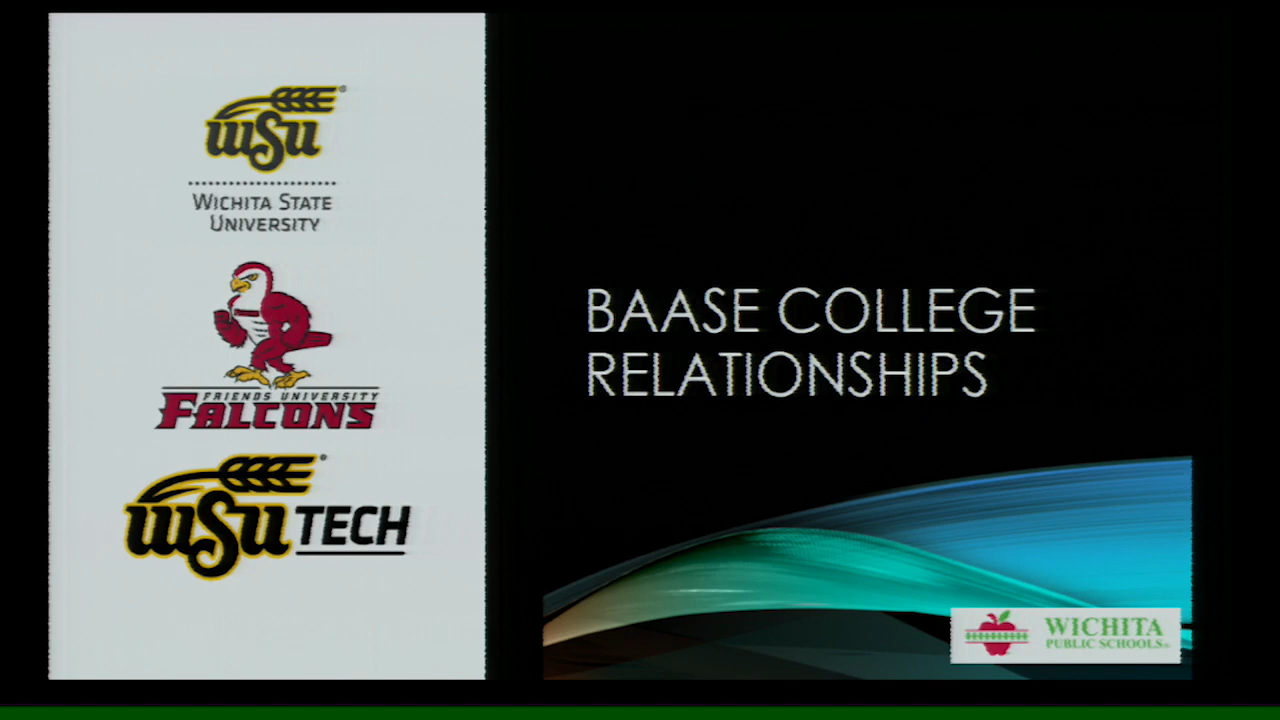 WSU
WICHITA STATE
UNIVERSITY
FRIENDS UNIVERSITY
FALCONS
WSU TECH
BAASE COLLEGE
RELATIONSHIPS
WICHITA
PUBLIC SCHOOLS